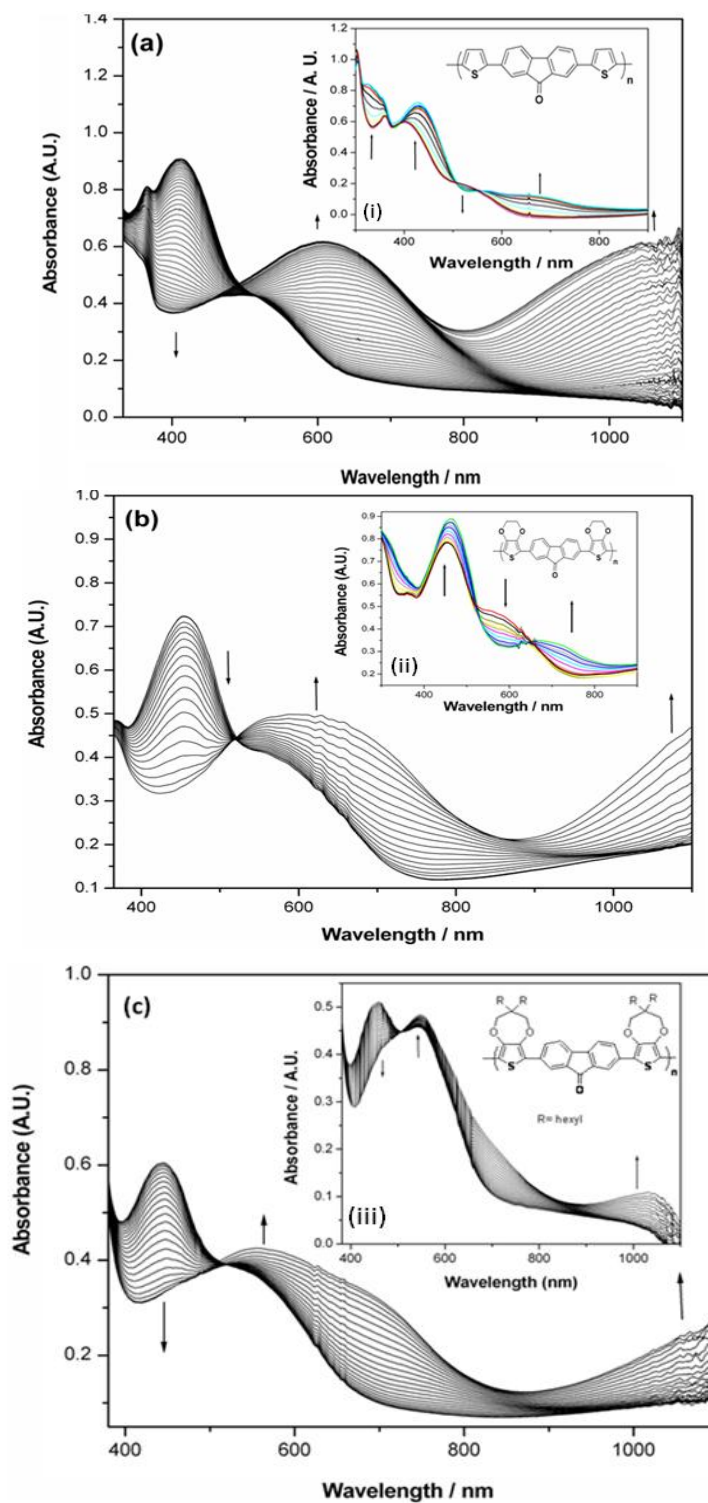 (a)
Absorbance (A.U.)
1.4
1.2
1.0
0.8
0.6
0.4
0.2
0.0
400
600
800
1000
Wavelength / nm
Absorbance / A. U.
1.0
0.8
0.6
0.4
0.2
0.0
(i)
400
600
800
Wavelength / nm
S
O
S
n
(b)
Absorbance (A.U.)
1.0
0.9
0.8
0.7
0.6
0.5
0.4
0.3
0.2
0.1
400
600
800
1000
Wavelength / nm
Absorbance (A.U.)
0.9
0.8
0.7
0.6
0.5
0.4
0.3
0.2
(ii)
400
600
800
Wavelength / nm
O O
O O
S
S
O
n
(c)
Absorbance (A.U.)
1.0
0.8
0.6
0.4
0.2
400
600
800
1000
Wavelength / nm
Absorbance / A.U.
0.5
0.4
0.3
0.2
0.1
0.0
(iii)
400
600
800
1000
Wavelength (nm)
R R
R R
O O
O O
S
S
n
O
R= hexyl